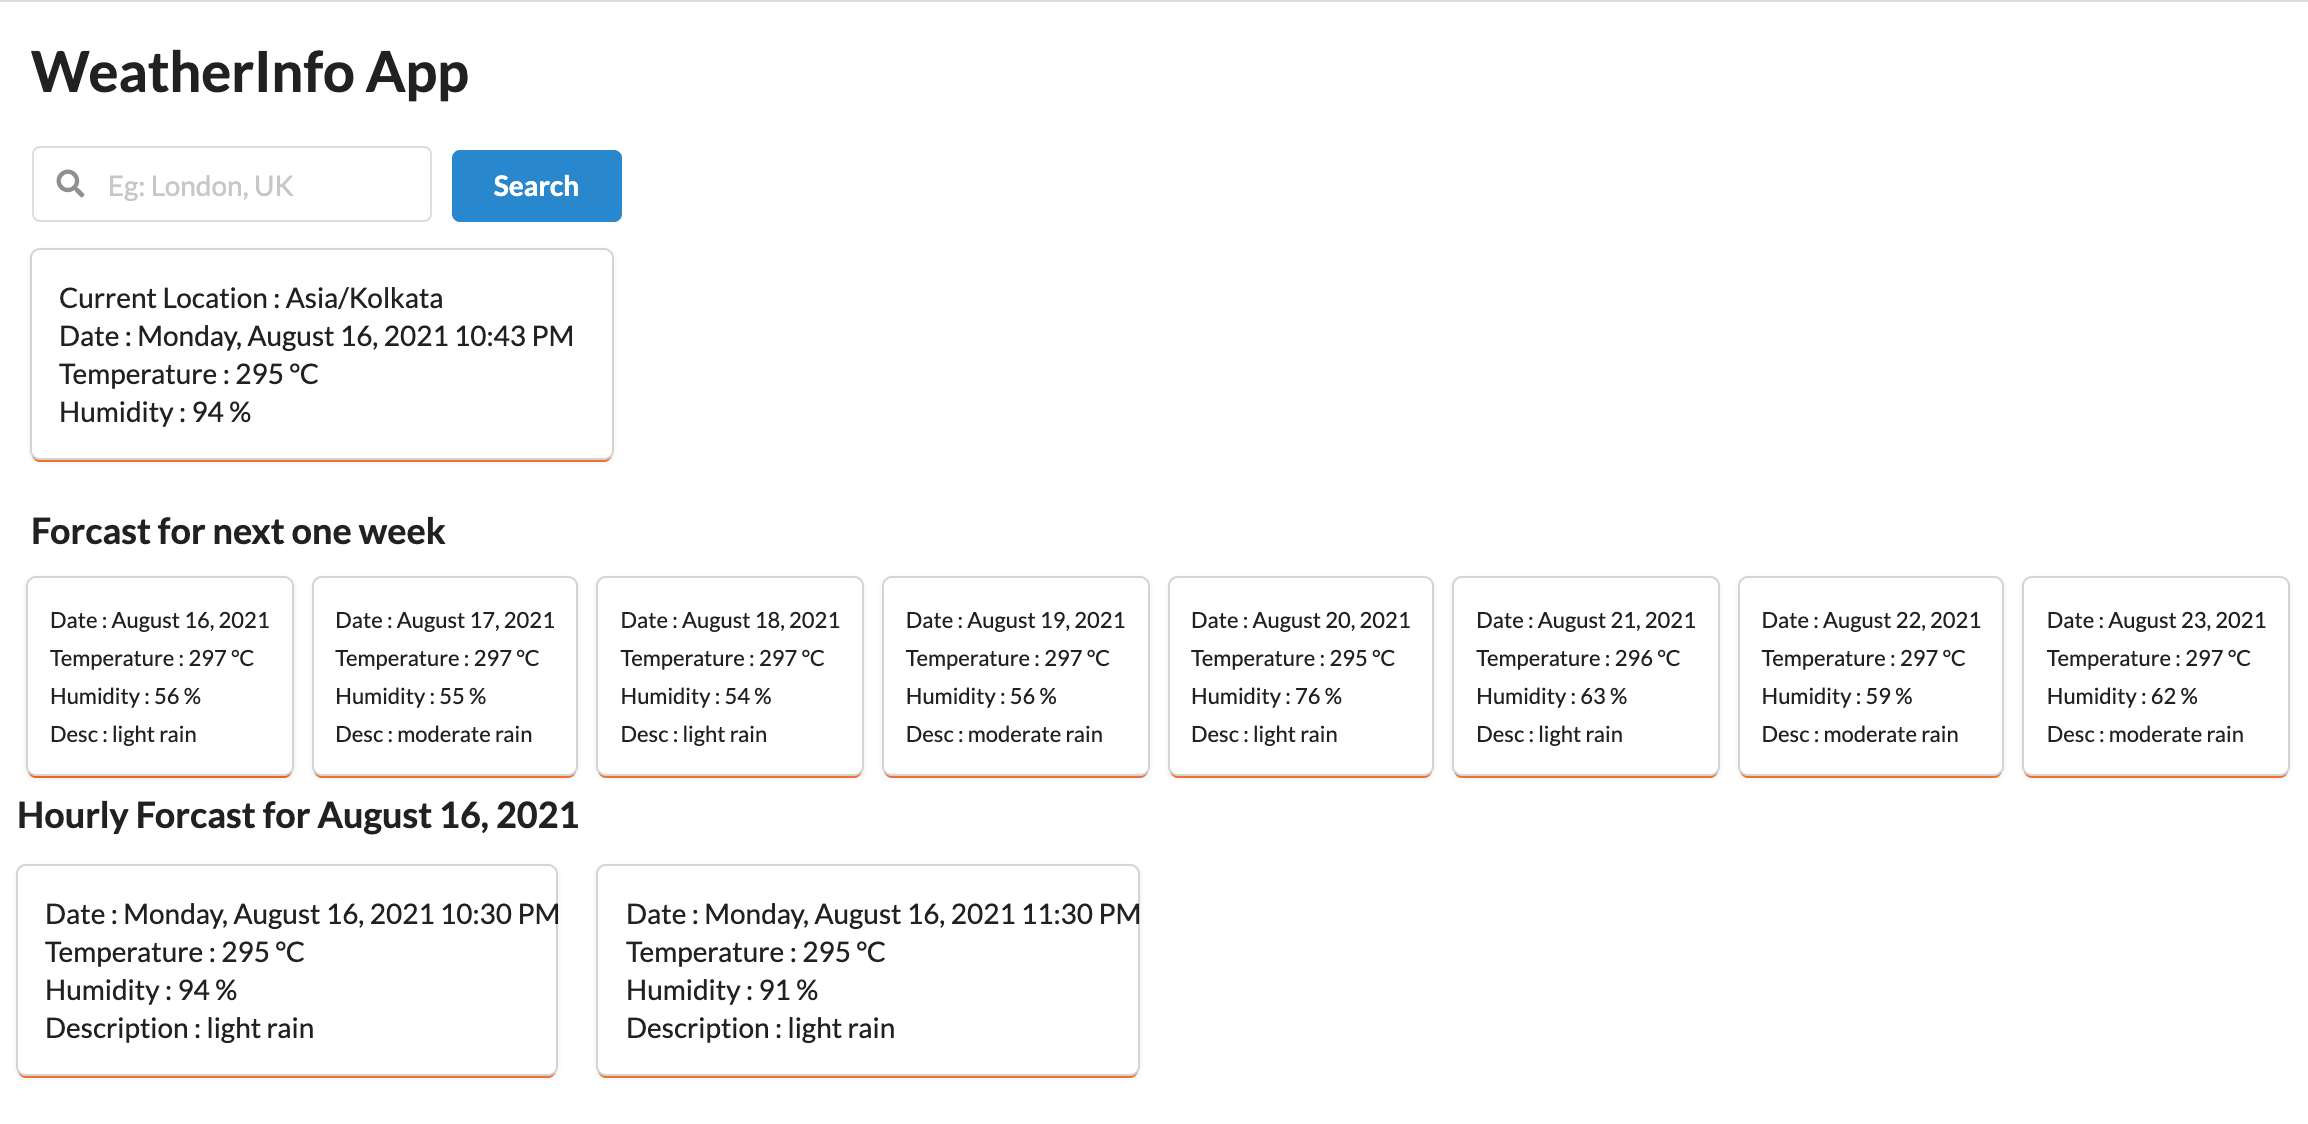 WeatherInfo App
Eg: London, UK
Search
Current Location : Asia/Kolkata
Date : Monday, August 16, 2021 10:43 PM
Temperature : 295 °C
Humidity : 94 %
Forcast for next one week
Date : August 16, 2021
Temperature : 297 °C
Humidity : 56 %
Desc : light rain
Date : August 17, 2021
Temperature : 297 °C
Humidity : 55 %
Desc : moderate rain
Date : August 18, 2021
Temperature : 297 °C
Humidity : 54 %
Desc : light rain
Date : August 19, 2021
Temperature : 297 °C
Humidity : 56 %
Desc : moderate rain
Date : August 20, 2021
Temperature : 295 °C
Humidity : 76 %
Desc : light rain
Date : August 21, 2021
Temperature : 296 °C
Humidity : 63 %
Desc : light rain
Date : August 22, 2021
Temperature : 297 °C
Humidity : 59 %
Desc : moderate rain
Date : August 23, 2021
Temperature : 297 °C
Humidity : 62 %
Desc : moderate rain
Hourly Forcast for August 16, 2021
Date : Monday, August 16, 2021 10:30 PM
Temperature : 295 °C
Humidity : 94 %
Description : light rain
Date : Monday, August 16, 2021 11:30 PM
Temperature : 295 °C
Humidity : 91 %
Description : light rain